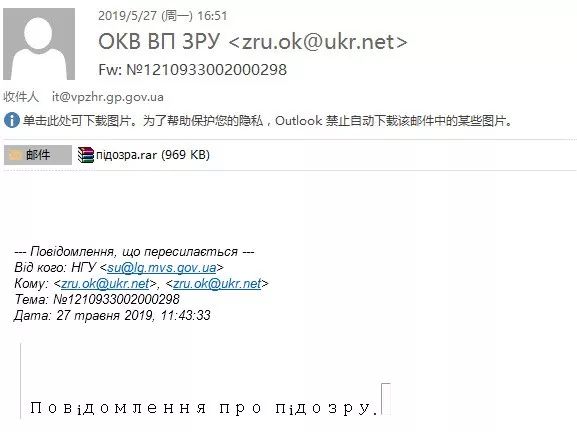 2019/5/27 (周一) 16:51
ОКВ ВП ЗРУ <zru.ok@ukr.net>
Fw: №1210933002000298
收件人 it@vpzhr.gp.gov.ua
单击此处可下载图片。为了帮助保护您的隐私，Outlook 禁止自动下载该邮件中的某些图片。
邮件 підозра.rar (969 KB)
--- Повідомлення, що пересилається ---
Від кого: НГУ <su@lg.mvs.gov.ua>
Кому: <zru.ok@ukr.net>, <zru.ok@ukr.net>
Тема: №1210933002000298
Дата: 27 травня 2019, 11:43:33
Повідомлення про підозру.